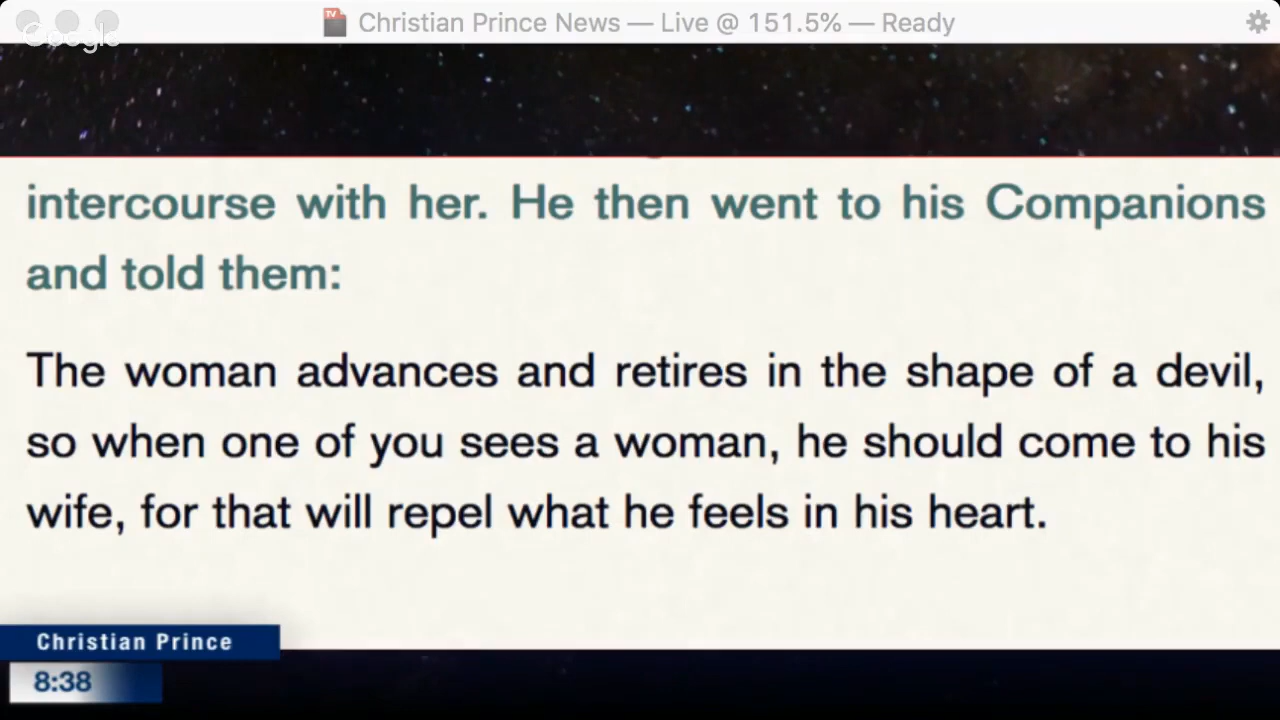 TV
Christian Prince News — Live @ 151.5% — Ready
Google
intercourse with her. He then went to his Companions
and told them:
The woman advances and retires in the shape of a devil,
so when one of you sees a woman, he should come to his
wife, for that will repel what he feels in his heart.
Christian Prince
8:38